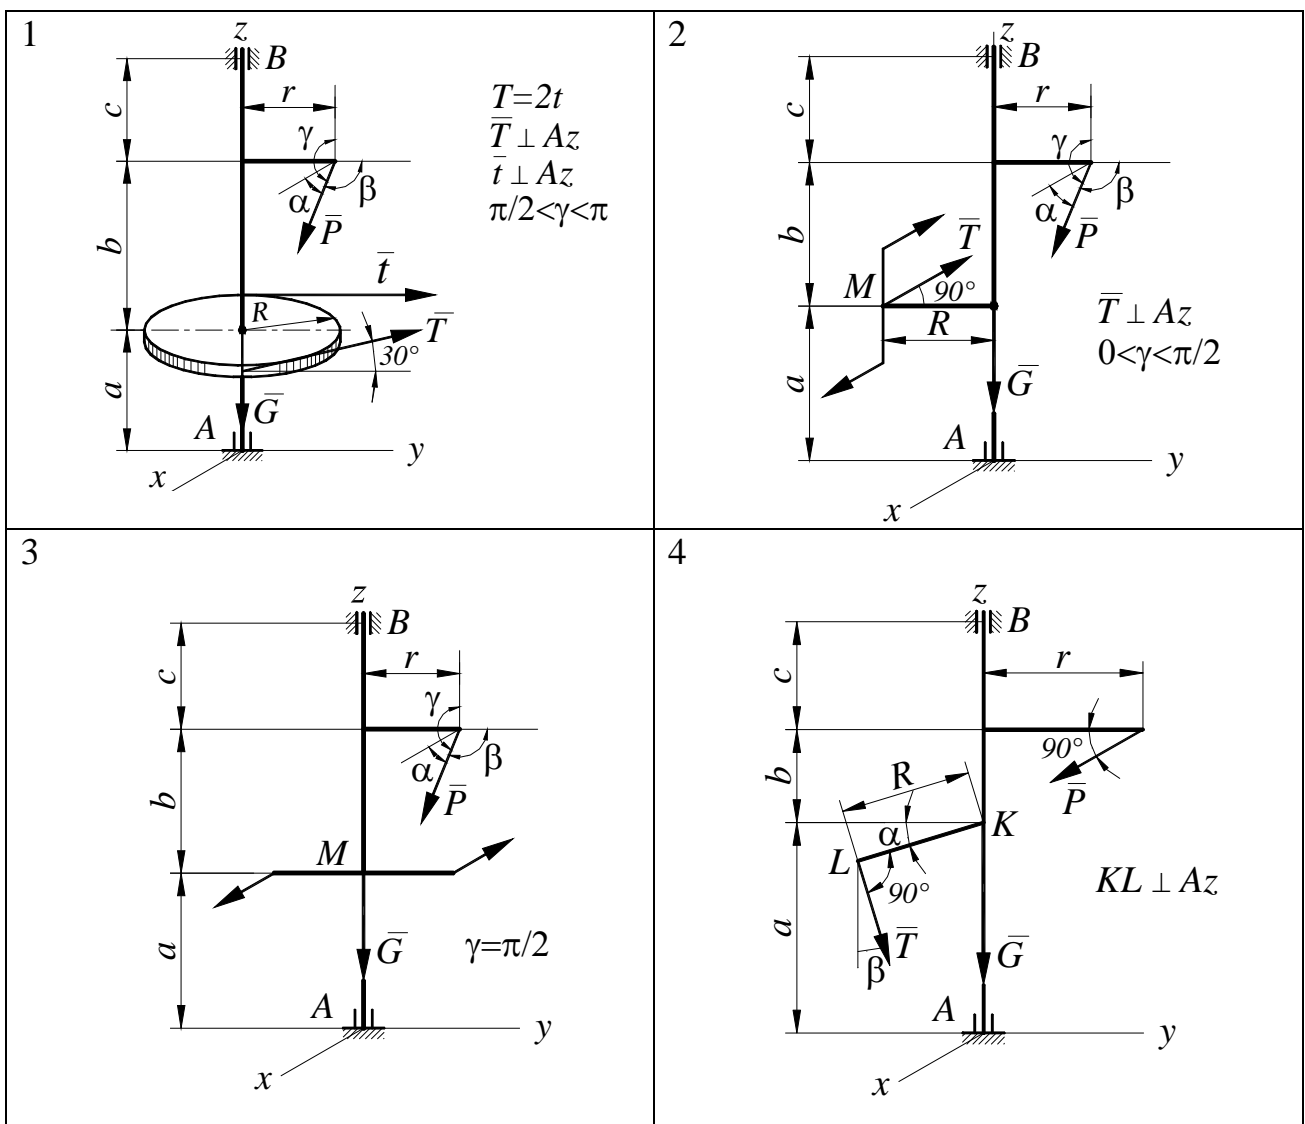 1
z
B
r
c
γ
T=2t
T̅ ⊥ Az
t̅ ⊥ Az
π/2<γ<π
α
β
P̅
b
t̅
R
T̅
30°
a
G̅
A
y
x
2
z
B
r
c
γ
α
β
P̅
b
T̅
M
90°
R
T̅ ⊥ Az
0<γ<π/2
a
G̅
A
y
x
3
z
B
r
c
γ
α
β
P̅
b
M
a
G̅
γ=π/2
A
y
x
4
z
B
r
c
90°
P̅
b
R
K
α
L
90°
KL ⊥ Az
a
T̅
G̅
β
A
y
x